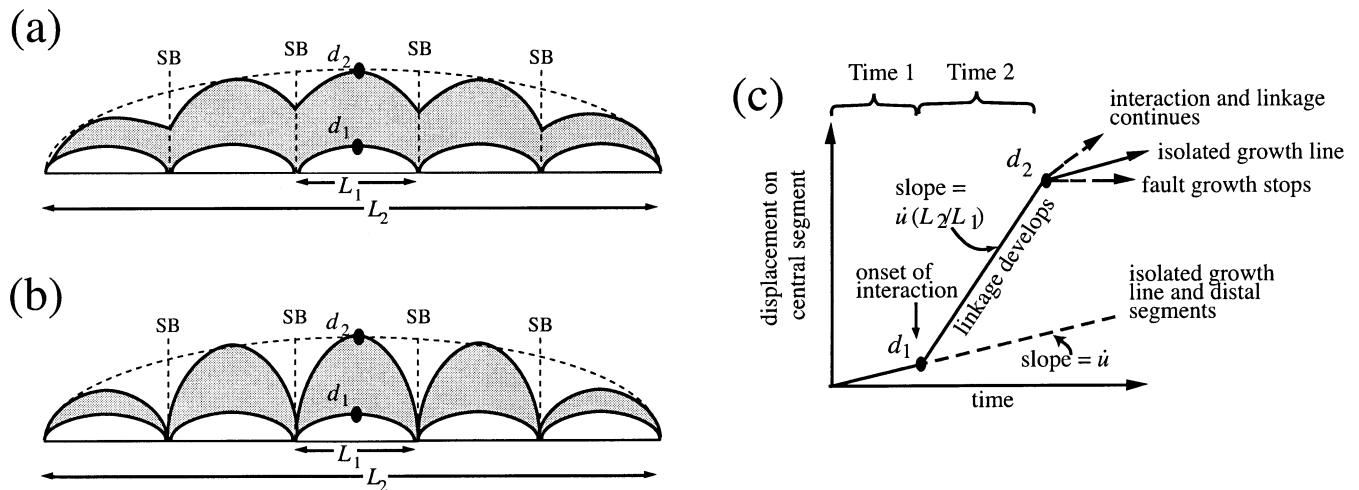 (a)
SB
SB
SB
SB
d2
d1
L1
L2
(b)
SB
SB
SB
SB
d2
d1
L1
L2
(c)
Time 1
Time 2
interaction and linkage
continues
isolated growth line
fault growth stops
d2
slope =
u̇ (L2/L1)
linkage develops
onset of
interaction
d1
isolated growth
line and distal
segments
slope = u̇
displacement on
central segment
time